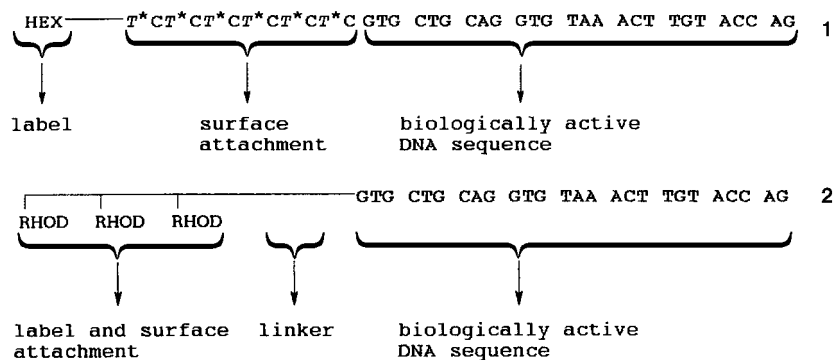 HEX T*CT*CT*CT*CT*CT*C GTG CTG CAG GTG TAA ACT TGT ACC AG 1
label
surface
attachment
biologically active
DNA sequence
GTG CTG CAG GTG TAA ACT TGT ACC AG 2
RHOD RHOD RHOD
label and surface
attachment
linker
biologically active
DNA sequence